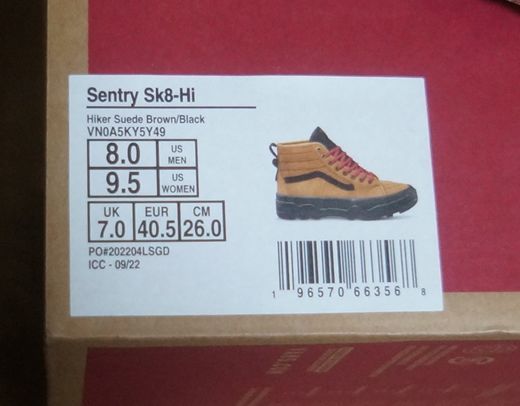 Sentry Sk8-Hi
Hiker Suede Brown/Black
VN0A5KY5Y49
8.0 US MEN
9.5 US WOMEN
UK EUR CM
7.0 40.5 26.0
PO#202204LSGD
ICC - 09/22
1 96570 66356 8